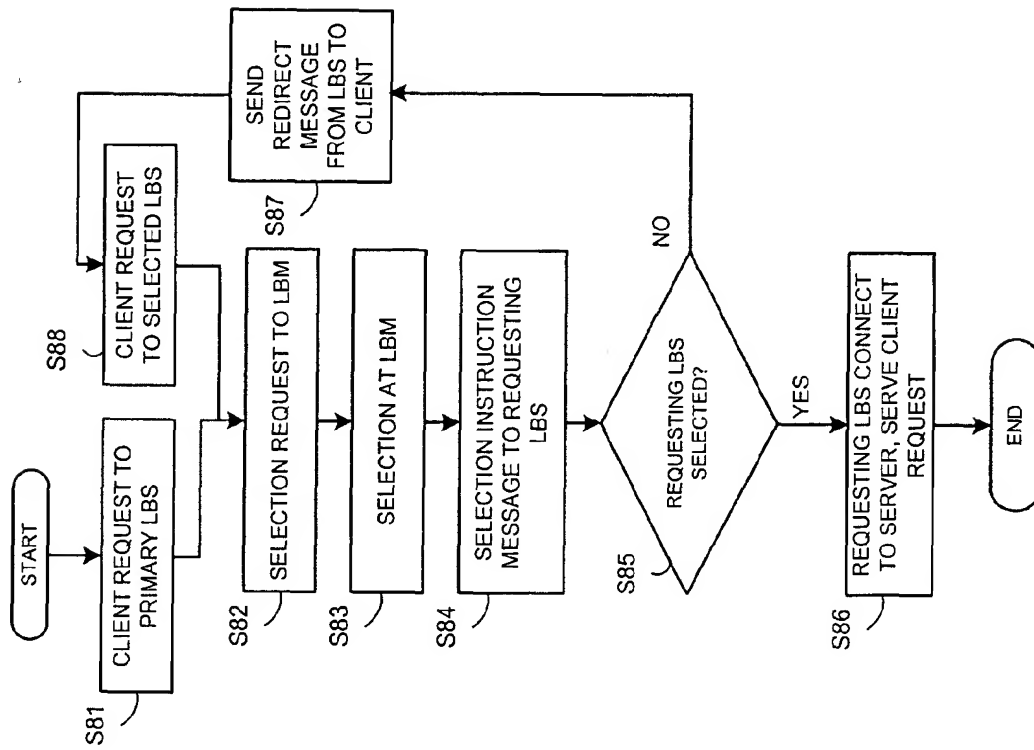 START
S81
CLIENT REQUEST TO
PRIMARY LBS
S88
CLIENT REQUEST
TO SELECTED LBS
S82
SELECTION REQUEST TO LBM
S83
SELECTION AT LBM
S84
SELECTION INSTRUCTION
MESSAGE TO REQUESTING
LBS
S85
REQUESTING LBS
SELECTED?
NO
S87
SEND
REDIRECT
MESSAGE
FROM LBS TO
CLIENT
YES
S86
REQUESTING LBS CONNECT
TO SERVER, SERVE CLIENT
REQUEST
END